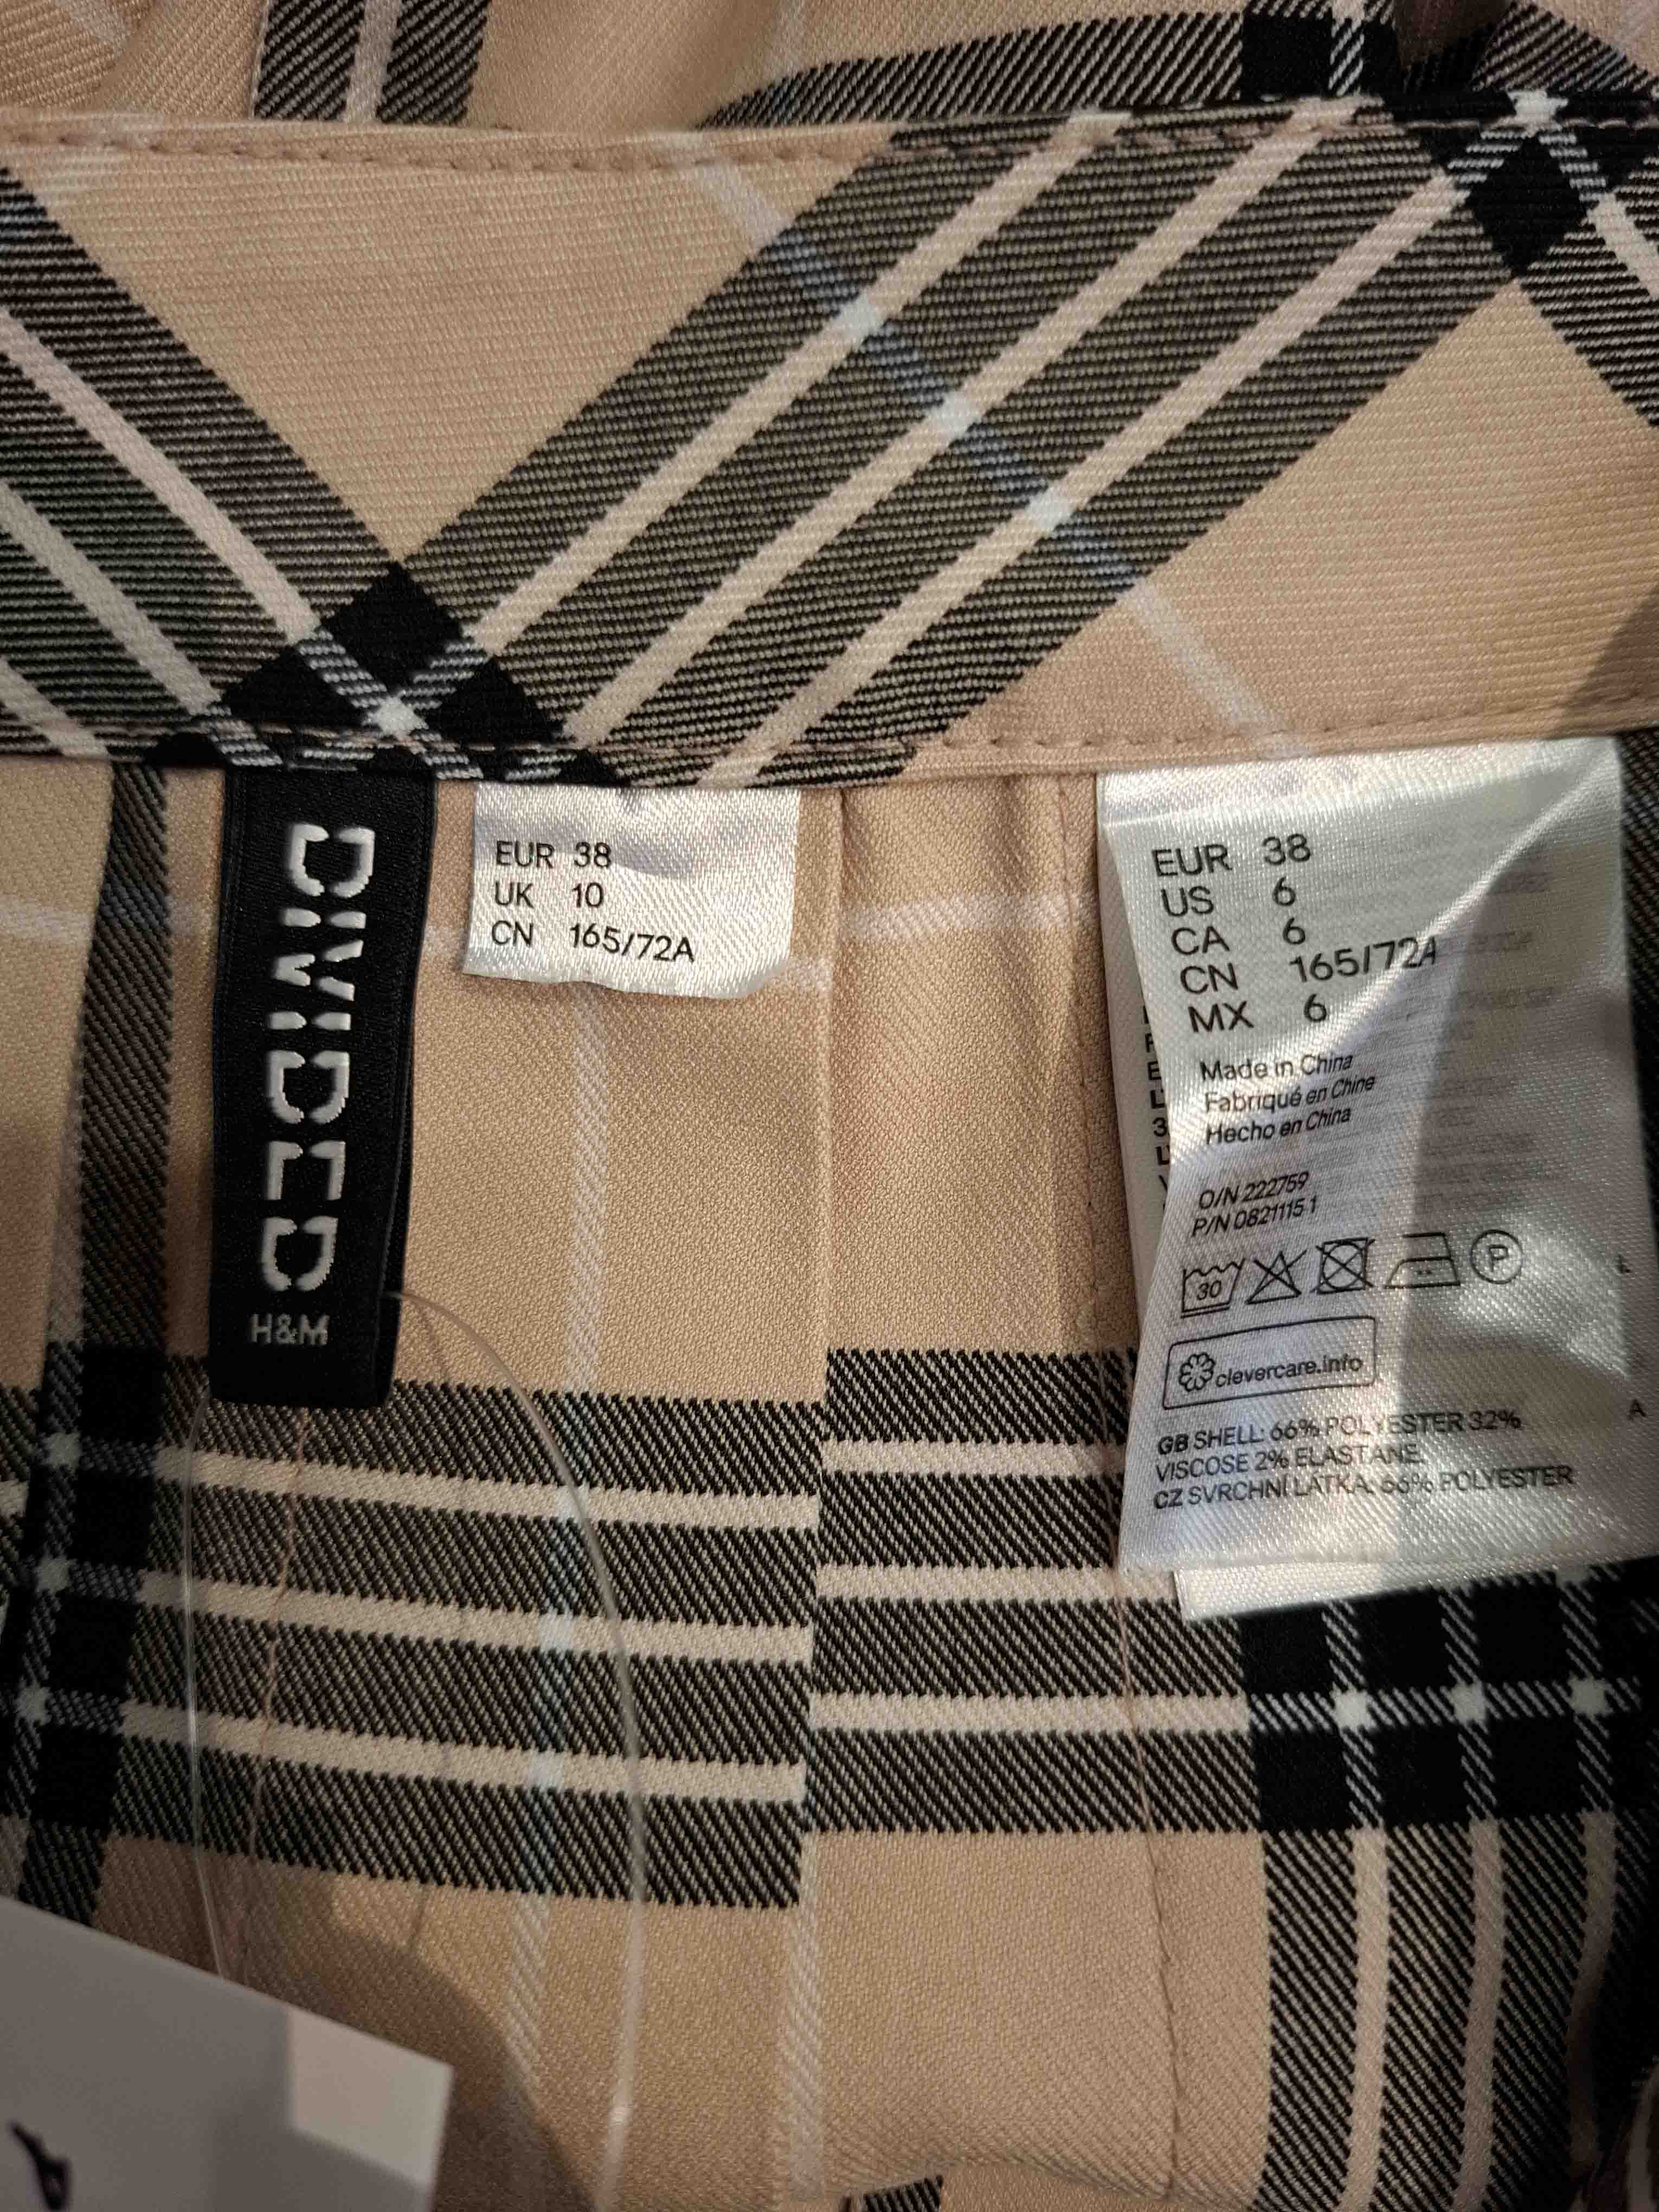 DIVIDED
H&M
EUR 38
UK 10
CN 165/72A
EUR 38
US 6
CA 6
CN 165/72A
MX 6
Made in China
Fabriqué en Chine
Hecho en China
O/N 222759
P/N 0821115 1
30
P
clevercare.info
GB SHELL: 66% POLYESTER 32%
VISCOSE 2% ELASTANE.
CZ SVRCHNÍ LÁTKA: 66% POLYESTER